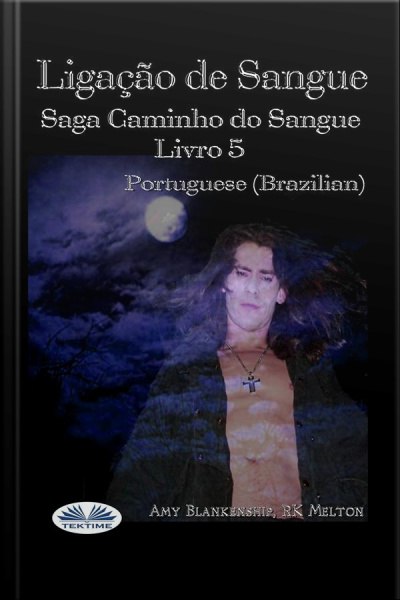 Ligação de Sangue
Saga Caminho do Sangue
Livro 5
Portuguese (Brazilian)
Amy Blankenship, RK Melton
TEKTIME